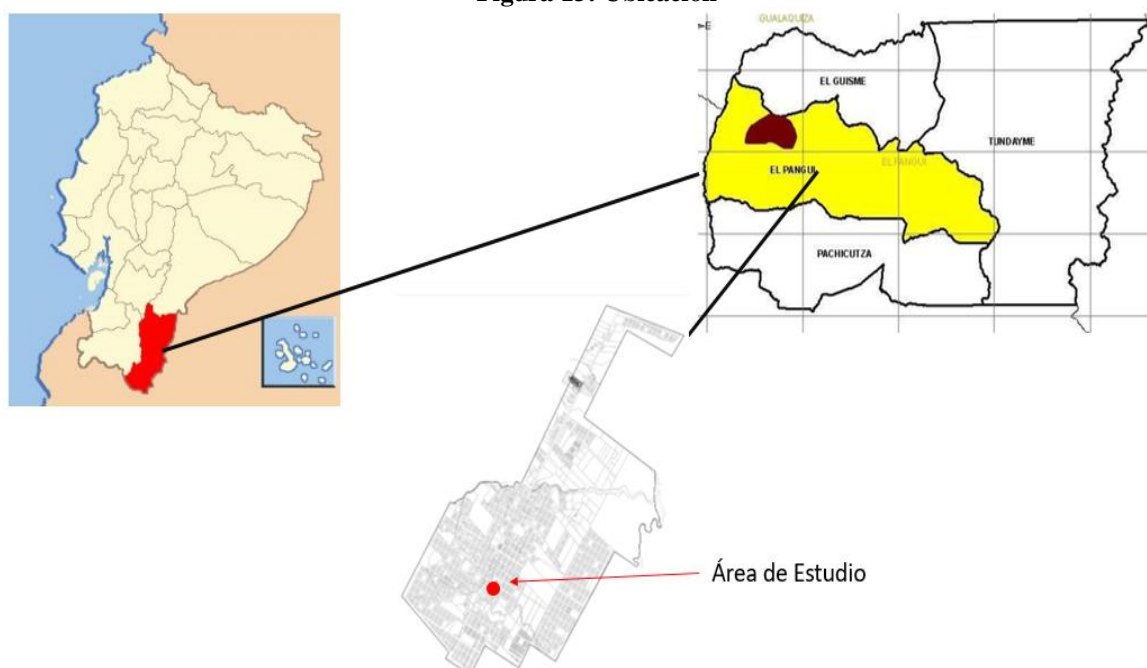 GUALAQUIZA
EL GUISME
TUNDAYME
EL PANGUI
EL PANGUI
PACHICUTZA
Área de Estudio